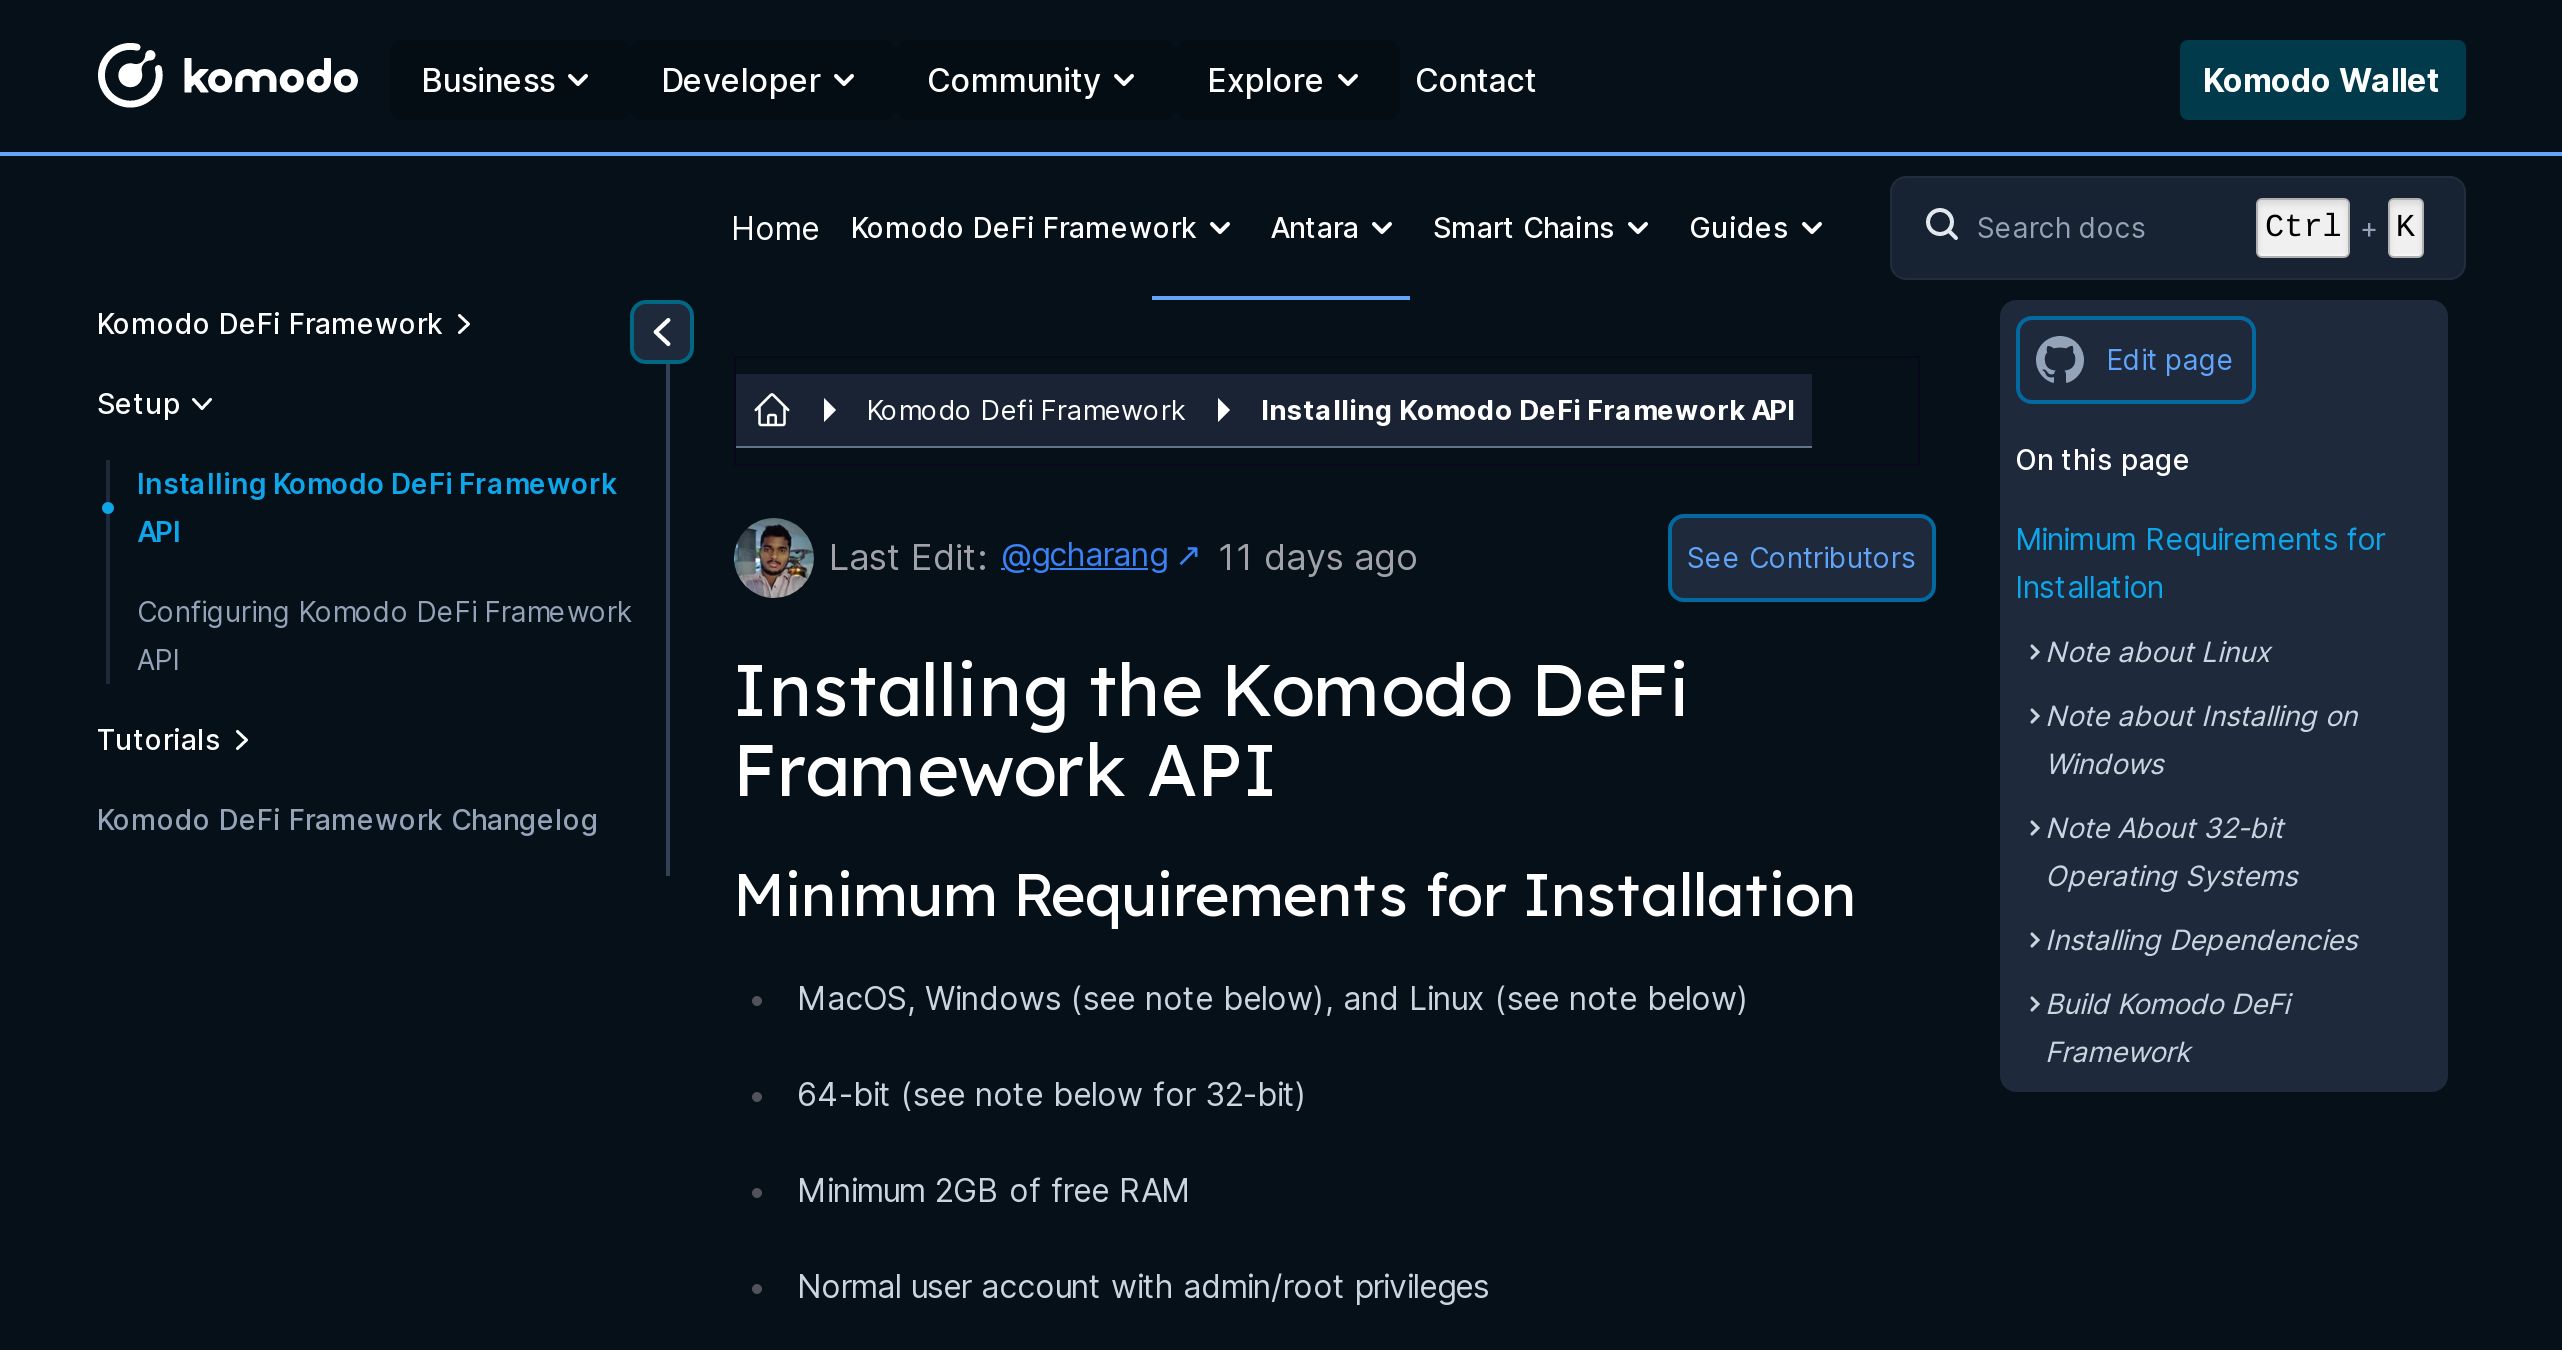 komodo
Business
Developer
Community
Explore
Contact
Komodo Wallet
Home
Komodo DeFi Framework
Antara
Smart Chains
Guides
Search docs
Ctrl + K
Komodo DeFi Framework
Setup
Installing Komodo DeFi Framework
API
Configuring Komodo DeFi Framework
API
Tutorials
Komodo DeFi Framework Changelog
Komodo Defi Framework
Installing Komodo DeFi Framework API
Last Edit: @gcharang ↗ 11 days ago
See Contributors
Installing the Komodo DeFi
Framework API
Minimum Requirements for Installation
MacOS, Windows (see note below), and Linux (see note below)
64-bit (see note below for 32-bit)
Minimum 2GB of free RAM
Normal user account with admin/root privileges
Edit page
On this page
Minimum Requirements for
Installation
Note about Linux
Note about Installing on
Windows
Note About 32-bit
Operating Systems
Installing Dependencies
Build Komodo DeFi
Framework